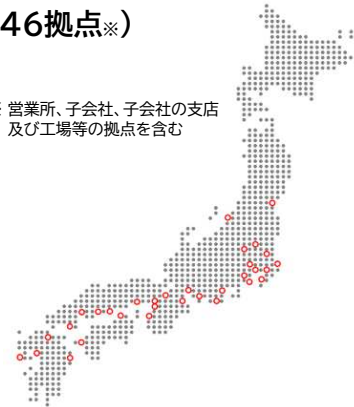 46拠点※)
※ 営業所、子会社、子会社の支店
及び工場等の拠点を含む